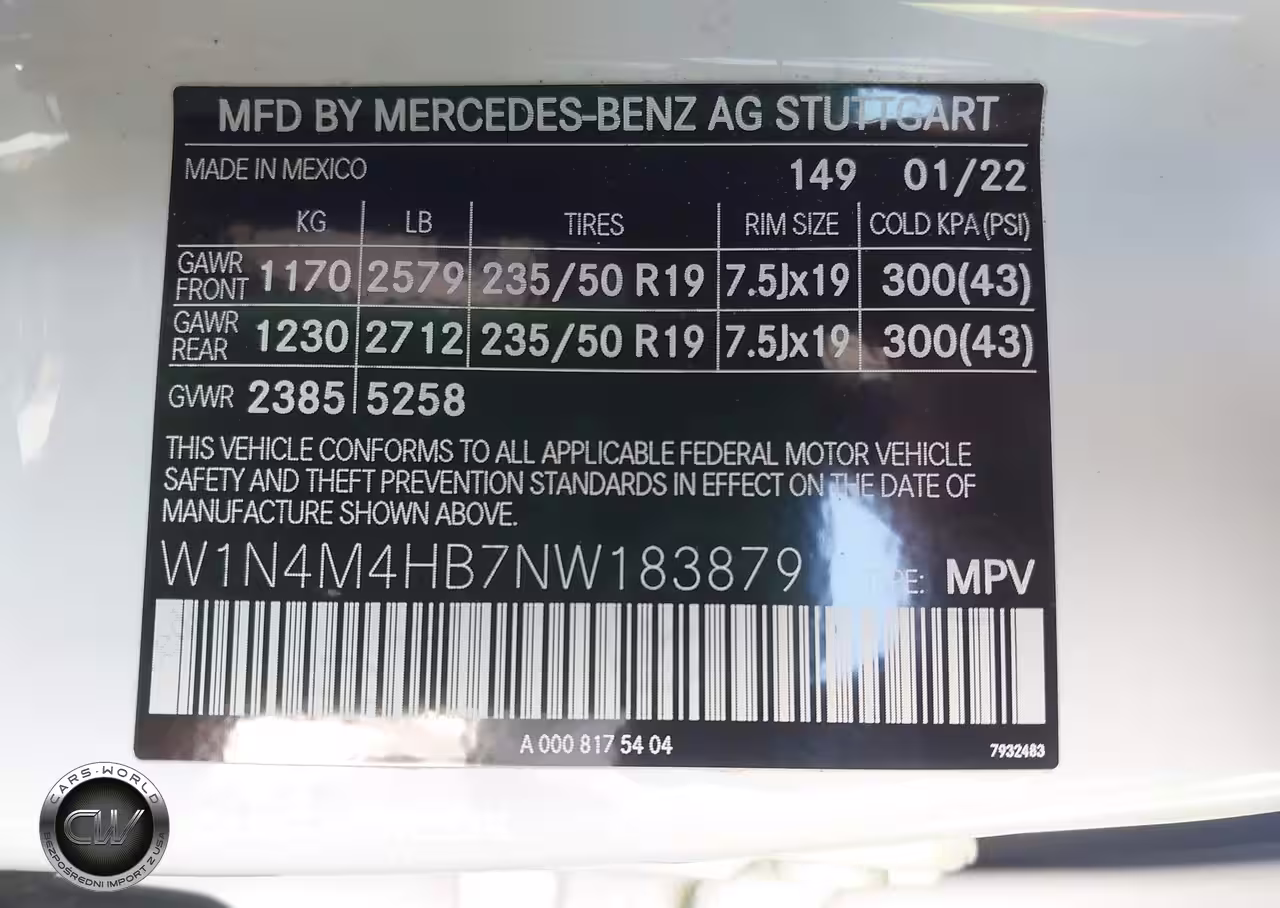 MFD BY MERCEDES-BENZ AG STUTTGART
MADE IN MEXICO 149 01/22
KG LB TIRES RIM SIZE COLD KPA(PSI)
GAWR FRONT 1170 2579 235/50 R19 7.5Jx19 300(43)
GAWR REAR 1230 2712 235/50 R19 7.5Jx19 300(43)
GVWR 2385 5258
THIS VEHICLE CONFORMS TO ALL APPLICABLE FEDERAL MOTOR VEHICLE
SAFETY AND THEFT PREVENTION STANDARDS IN EFFECT ON THE DATE OF
MANUFACTURE SHOWN ABOVE.
W1N4M4HB7NW183879 TYPE: MPV
A 000 817 54 04 7932483
CARS-WORLD
CW
BEZPOŚREDNI IMPORT Z USA